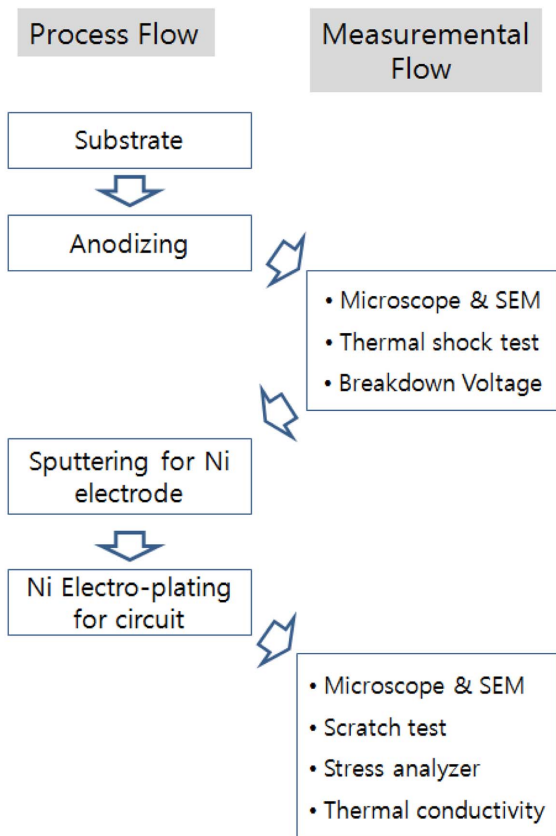 Process Flow
Measuremental
Flow
Substrate
Anodizing
• Microscope & SEM
• Thermal shock test
• Breakdown Voltage
Sputtering for Ni
electrode
Ni Electro-plating
for circuit
• Microscope & SEM
• Scratch test
• Stress analyzer
• Thermal conductivity